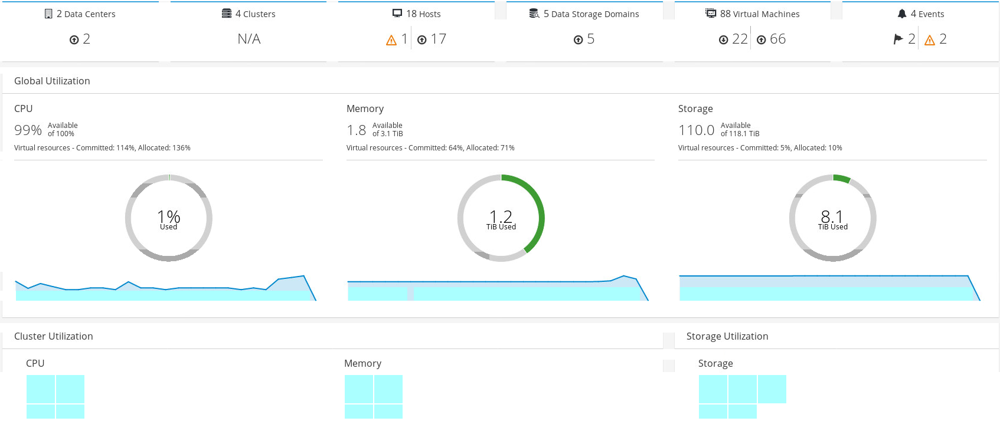 2 Data Centers
2
4 Clusters
N/A
18 Hosts
1 17
5 Data Storage Domains
5
88 Virtual Machines
22 66
4 Events
2 2
Global Utilization
CPU
99% Available
of 100%
Virtual resources - Committed: 114%, Allocated: 136%
1%
Used
Memory
1.8 Available
of 3.1 TiB
Virtual resources - Committed: 64%, Allocated: 71%
1.2
TiB Used
Storage
110.0 Available
of 118.1 TiB
Virtual resources - Committed: 5%, Allocated: 10%
8.1
TiB Used
Cluster Utilization
CPU
Memory
Storage Utilization
Storage